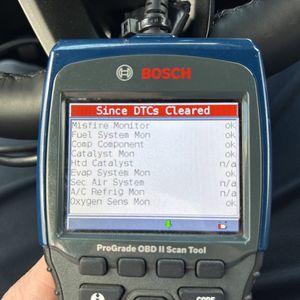 BOSCH
Since DTCs Cleared
Misfire Monitor ok
Fuel System Mon ok
Comp Component ok
Catalyst Mon ok
Htd Catalyst n/a
Evap System Mon ok
Sec Air System n/a
A/C Refrig Mon n/a
Oxygen Sens Mon ok
ProGrade OBD II Scan Tool
CODE